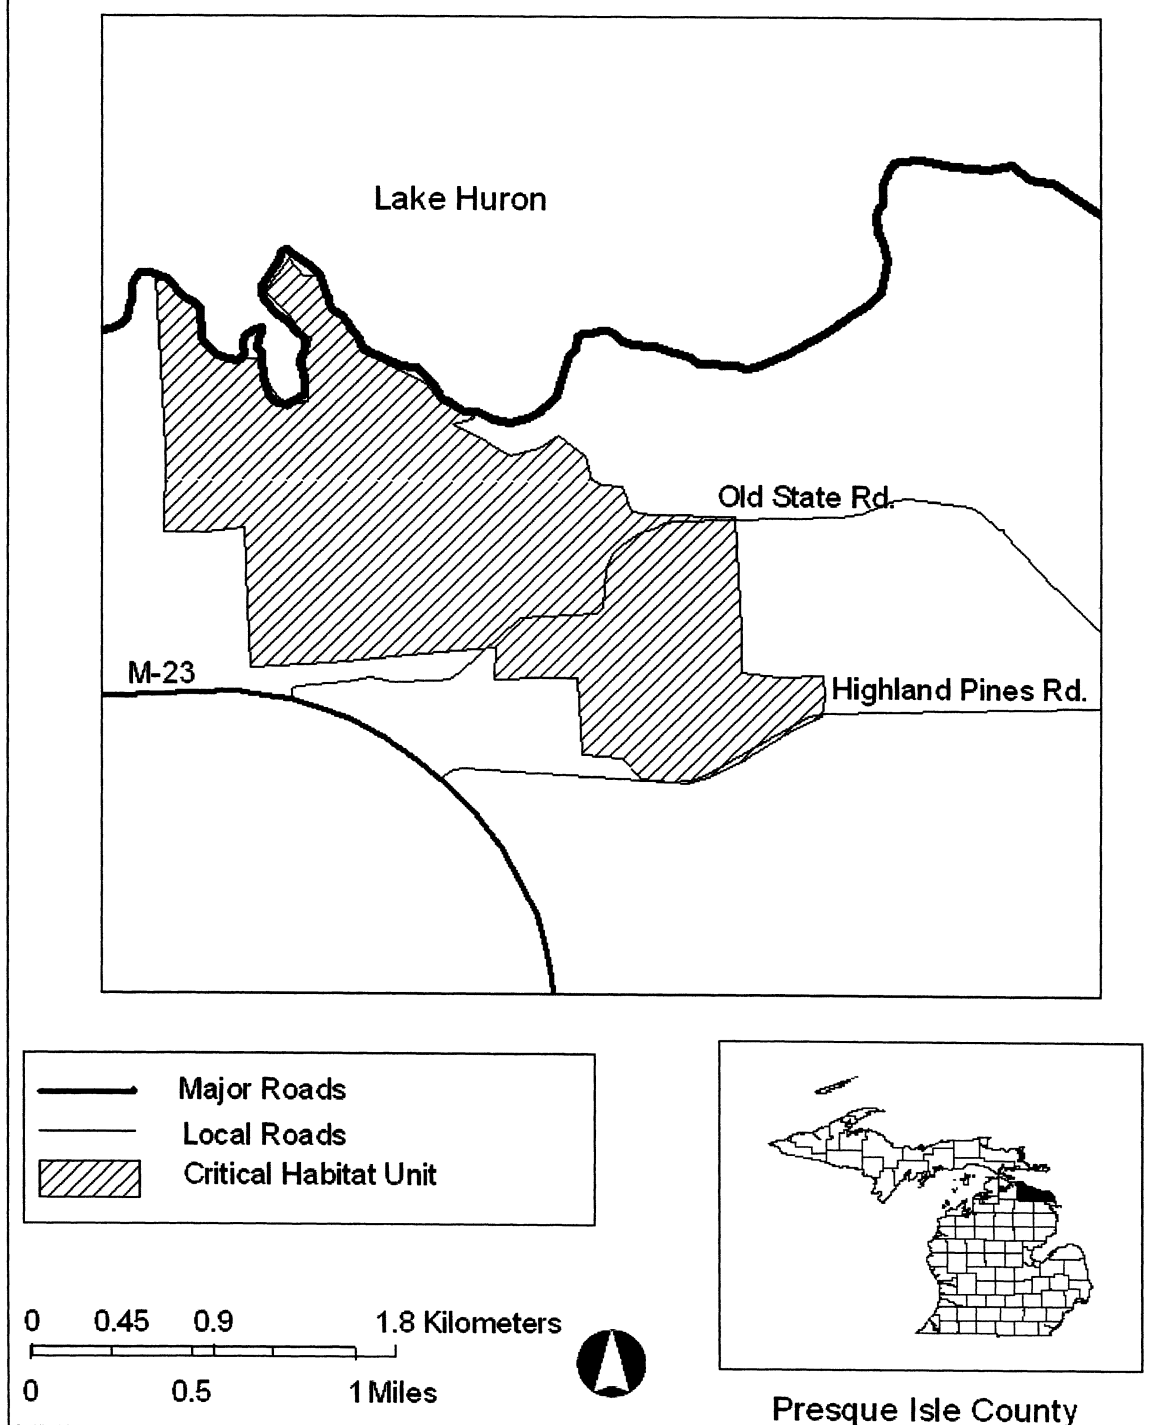 Lake Huron
Old State Rd.
M-23
Highland Pines Rd.
Major Roads
Local Roads
Critical Habitat Unit
0 0.45 0.9 1.8 Kilometers
0 0.5 1 Miles
Presque Isle County